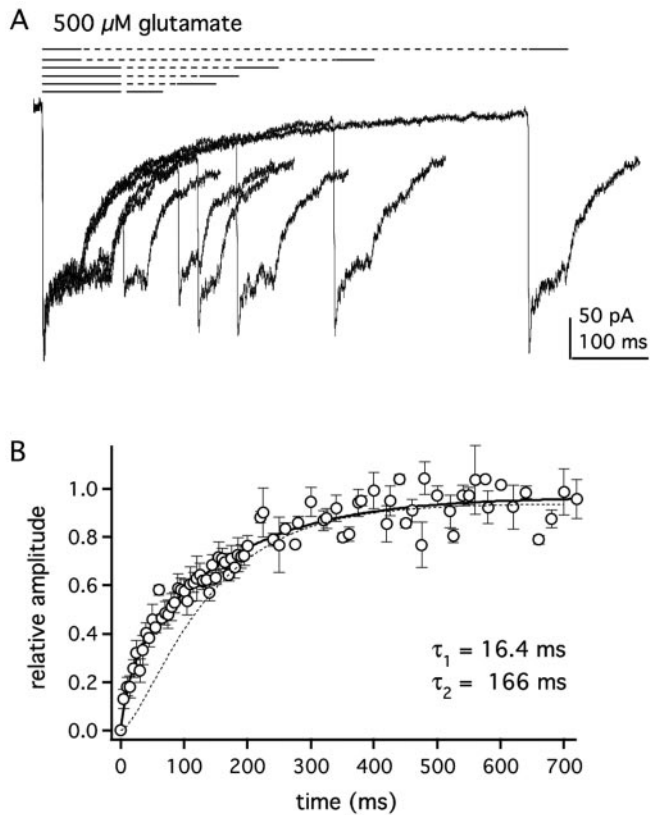 A 500 µM glutamate
50 pA
100 ms
B
relative amplitude
1.0
0.8
0.6
0.4
0.2
0.0
τ1 = 16.4 ms
τ2 = 166 ms
0 100 200 300 400 500 600 700
time (ms)